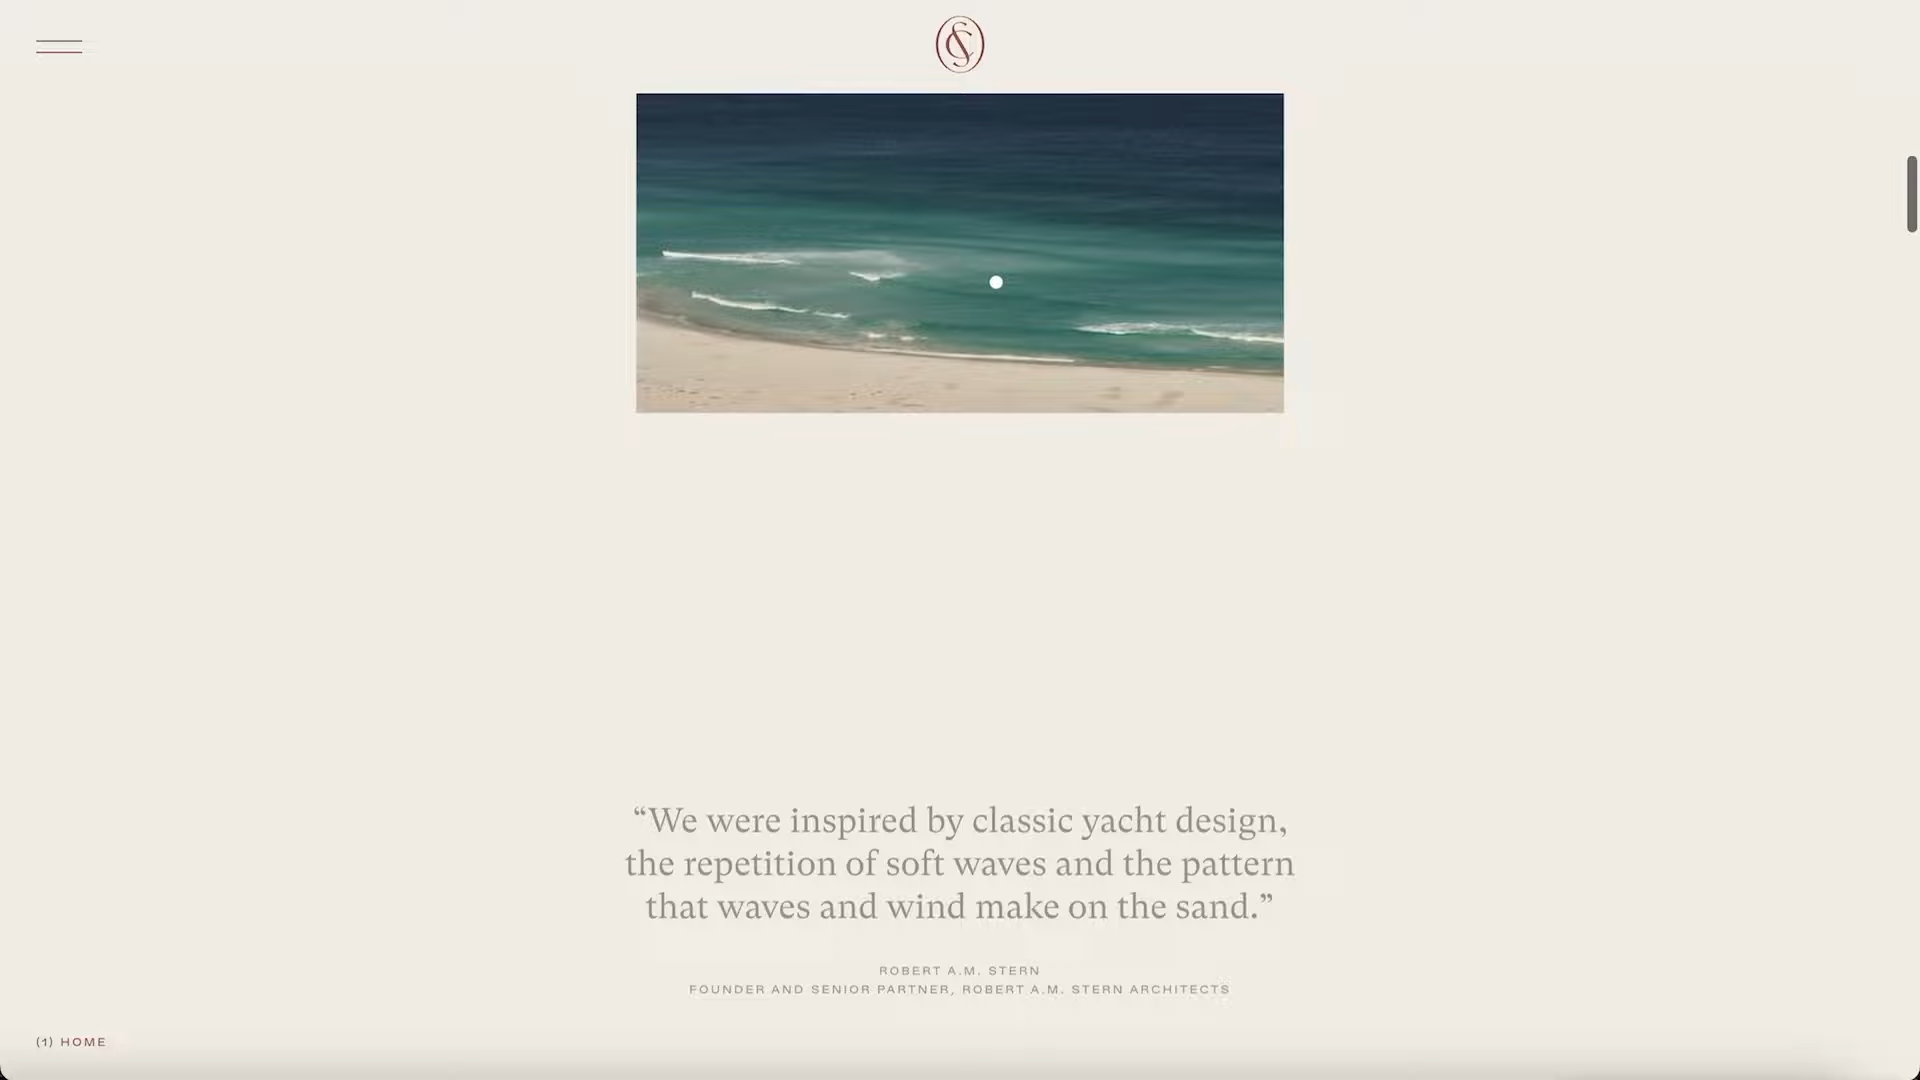 “We were inspired by classic yacht design,
the repetition of soft waves and the pattern
that waves and wind make on the sand.”
ROBERT A.M. STERN
FOUNDER AND SENIOR PARTNER, ROBERT A.M. STERN ARCHITECTS
(1) HOME